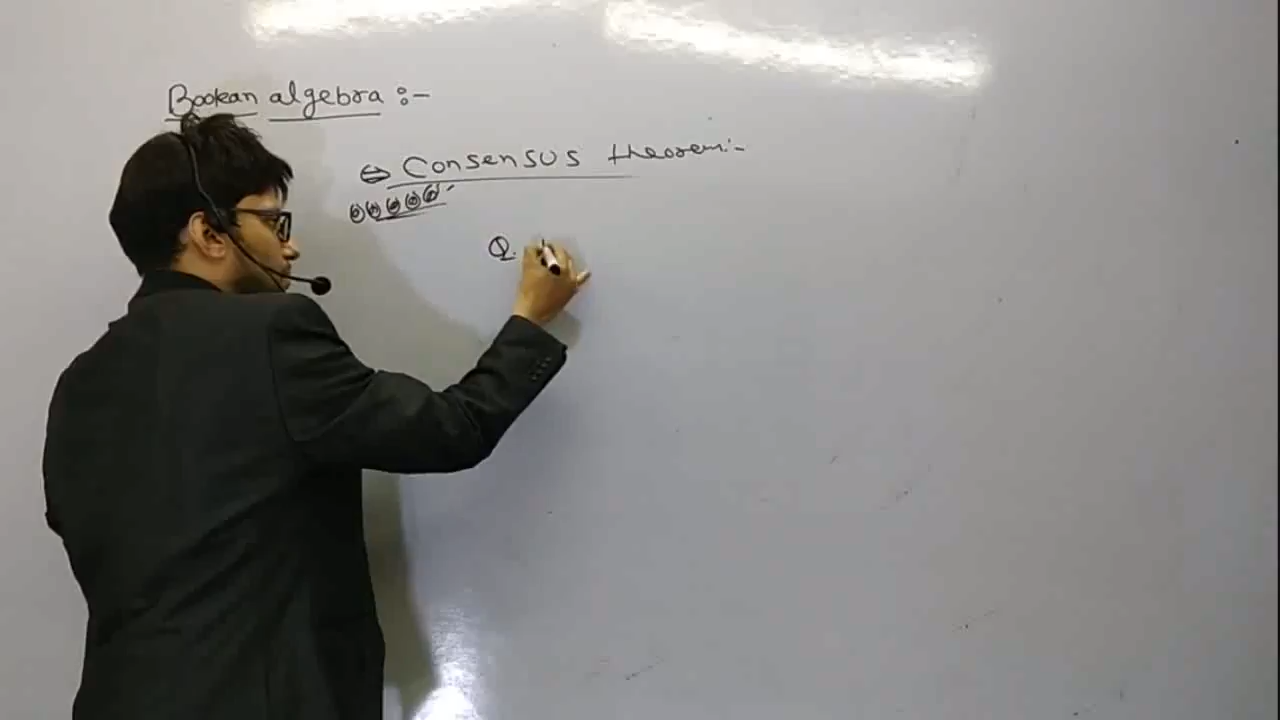 Boolean algebra :-
⇒ Consensus theorem:-
Q.